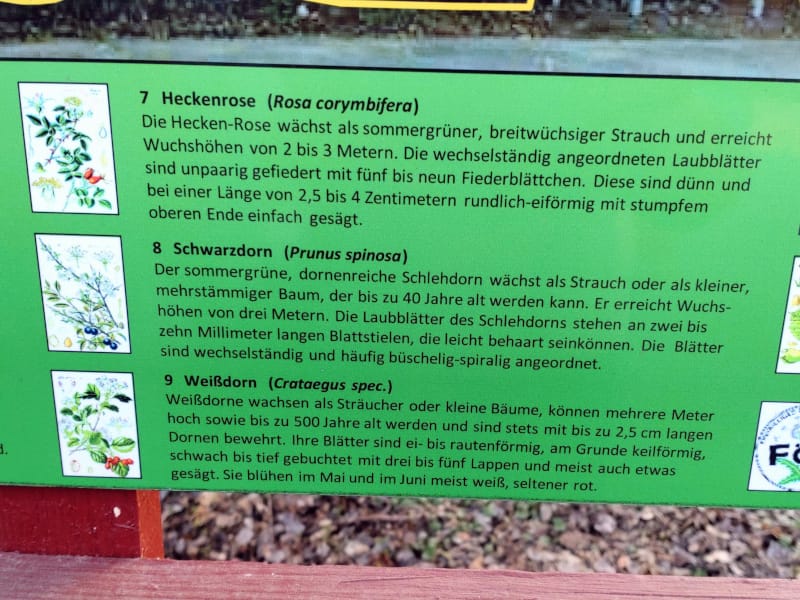 7 Heckenrose (Rosa corymbifera)
Die Hecken-Rose wächst als sommergrüner, breitwüchsiger Strauch und erreicht
Wuchshöhen von 2 bis 3 Metern. Die wechselständig angeordneten Laubblätter
sind unpaarig gefiedert mit fünf bis neun Fiederblättchen. Diese sind dünn und
bei einer Länge von 2,5 bis 4 Zentimetern rundlich-eiförmig mit stumpfem
oberen Ende einfach gesägt.
8 Schwarzdorn (Prunus spinosa)
Der sommergrüne, dornenreiche Schlehdorn wächst als Strauch oder als kleiner,
mehrstämmiger Baum, der bis zu 40 Jahre alt werden kann. Er erreicht Wuchs-
höhen von drei Metern. Die Laubblätter des Schlehdorns stehen an zwei bis
zehn Millimeter langen Blattstielen, die leicht behaart seinkönnen. Die Blätter
sind wechselständig und häufig büschelig-spiralig angeordnet.
9 Weißdorn (Crataegus spec.)
Weißdorne wachsen als Sträucher oder kleine Bäume, können mehrere Meter
hoch sowie bis zu 500 Jahre alt werden und sind stets mit bis zu 2,5 cm langen
Dornen bewehrt. Ihre Blätter sind ei- bis rautenförmig, am Grunde keilförmig,
schwach bis tief gebuchtet mit drei bis fünf Lappen und meist auch etwas
gesägt. Sie blühen im Mai und im Juni meist weiß, seltener rot.
d.